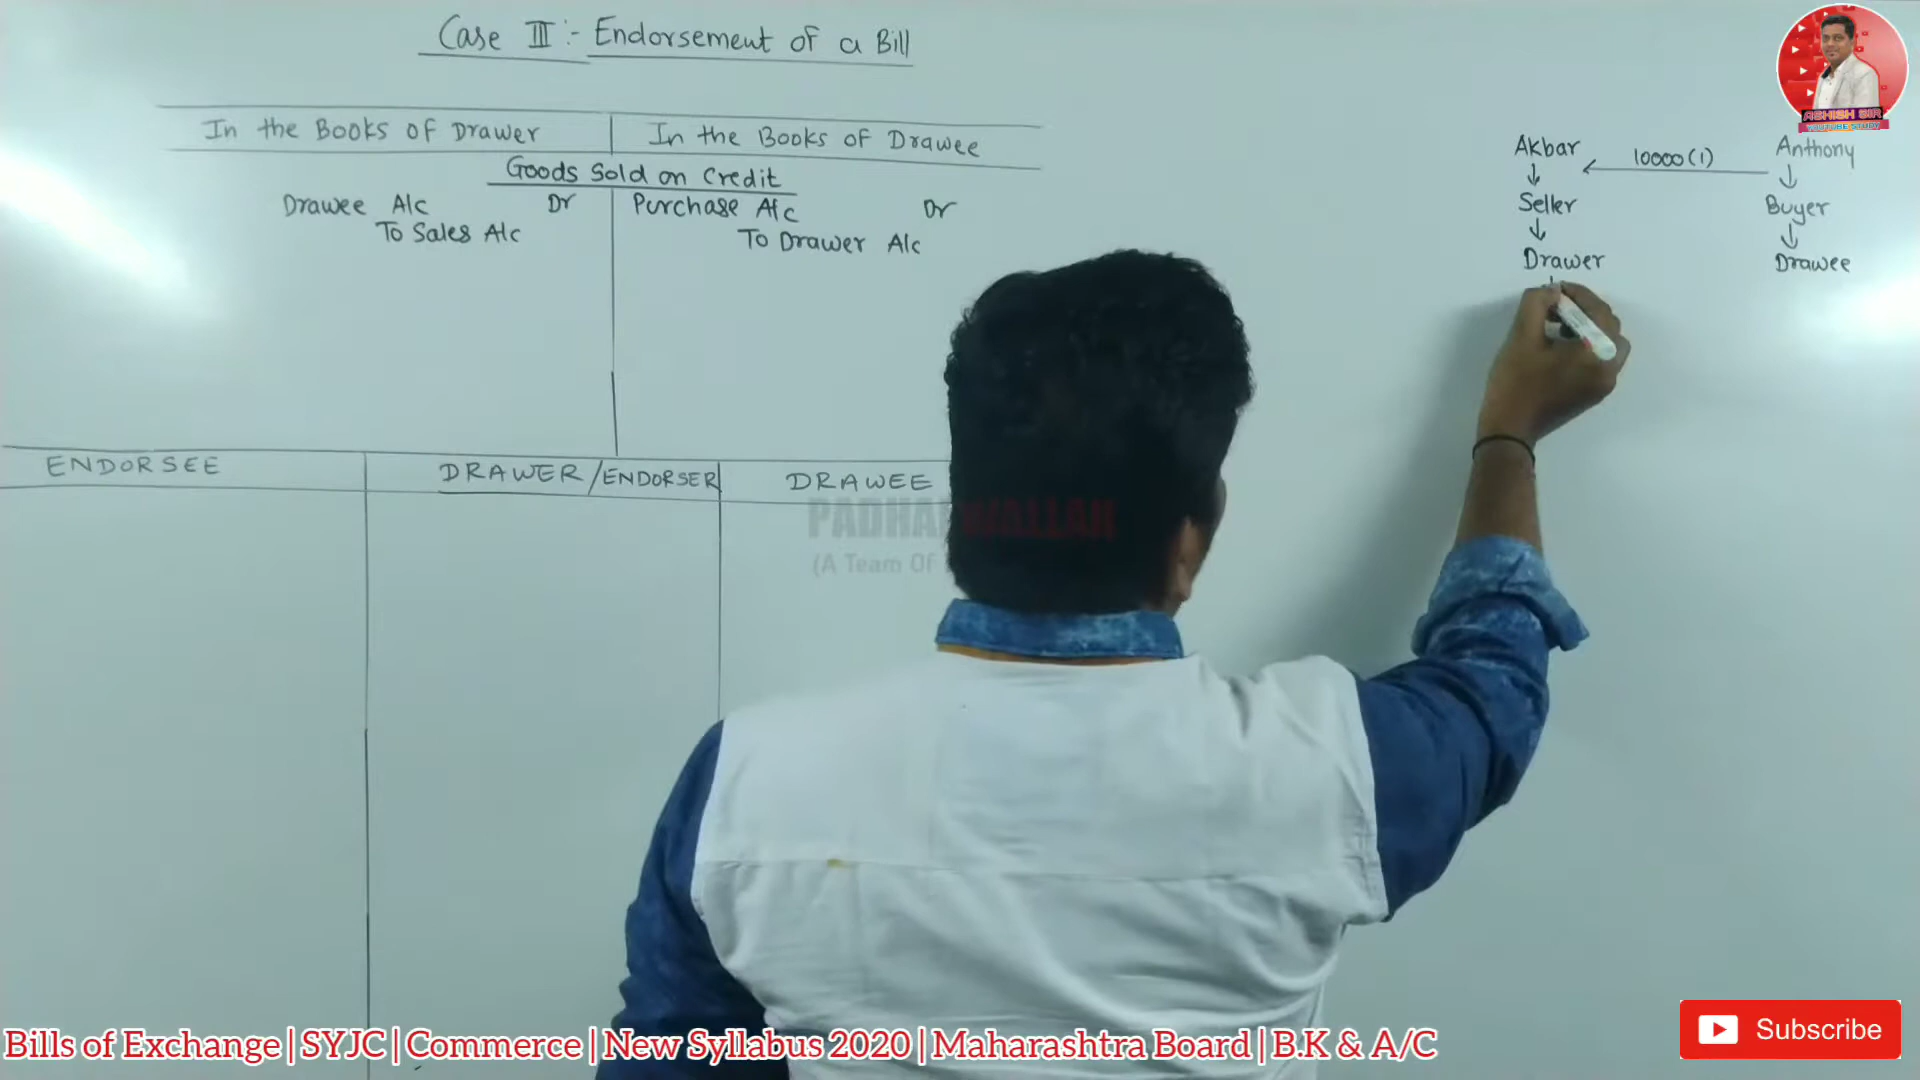 Case III :- Endorsement of a Bill
In the Books of Drawer
In the Books of Drawee
Goods Sold on Credit
Drawee A/c Dr
To Sales A/c
Purchase A/c Dr
To Drawer A/c
ENDORSEE
DRAWER/ENDORSER
DRAWEE
Akbar
10000(1)
Anthony
Seller
Buyer
Drawer
Drawee
ASHISH SIR
YOUTUBE STUDY
(A Team Of
Bills of Exchange | SYJC | Commerce | New Syllabus 2020 | Maharashtra Board | B.K & A/C
Subscribe